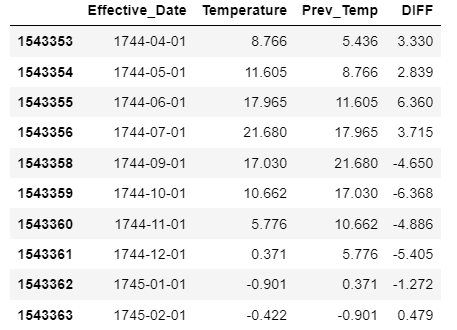 Effective_Date Temperature Prev_Temp DIFF
1543353 1744-04-01 8.766 5.436 3.330
1543354 1744-05-01 11.605 8.766 2.839
1543355 1744-06-01 17.965 11.605 6.360
1543356 1744-07-01 21.680 17.965 3.715
1543358 1744-09-01 17.030 21.680 -4.650
1543359 1744-10-01 10.662 17.030 -6.368
1543360 1744-11-01 5.776 10.662 -4.886
1543361 1744-12-01 0.371 5.776 -5.405
1543362 1745-01-01 -0.901 0.371 -1.272
1543363 1745-02-01 -0.422 -0.901 0.479